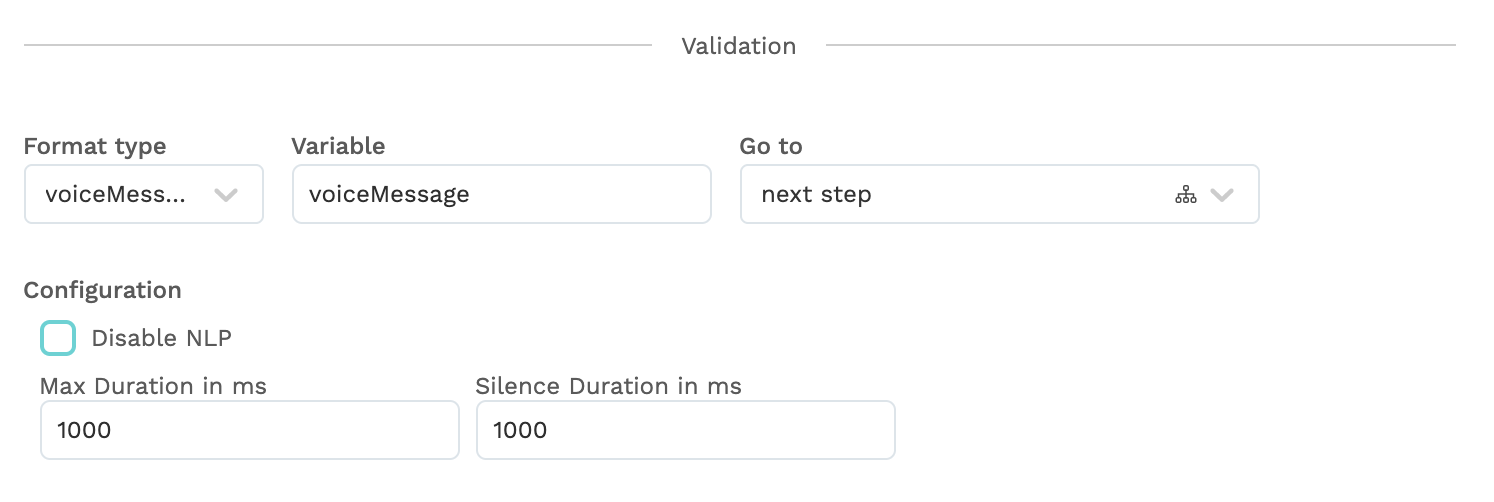 Validation
Format type Variable Go to
voiceMess... voiceMessage next step
Configuration
Disable NLP
Max Duration in ms Silence Duration in ms
1000 1000